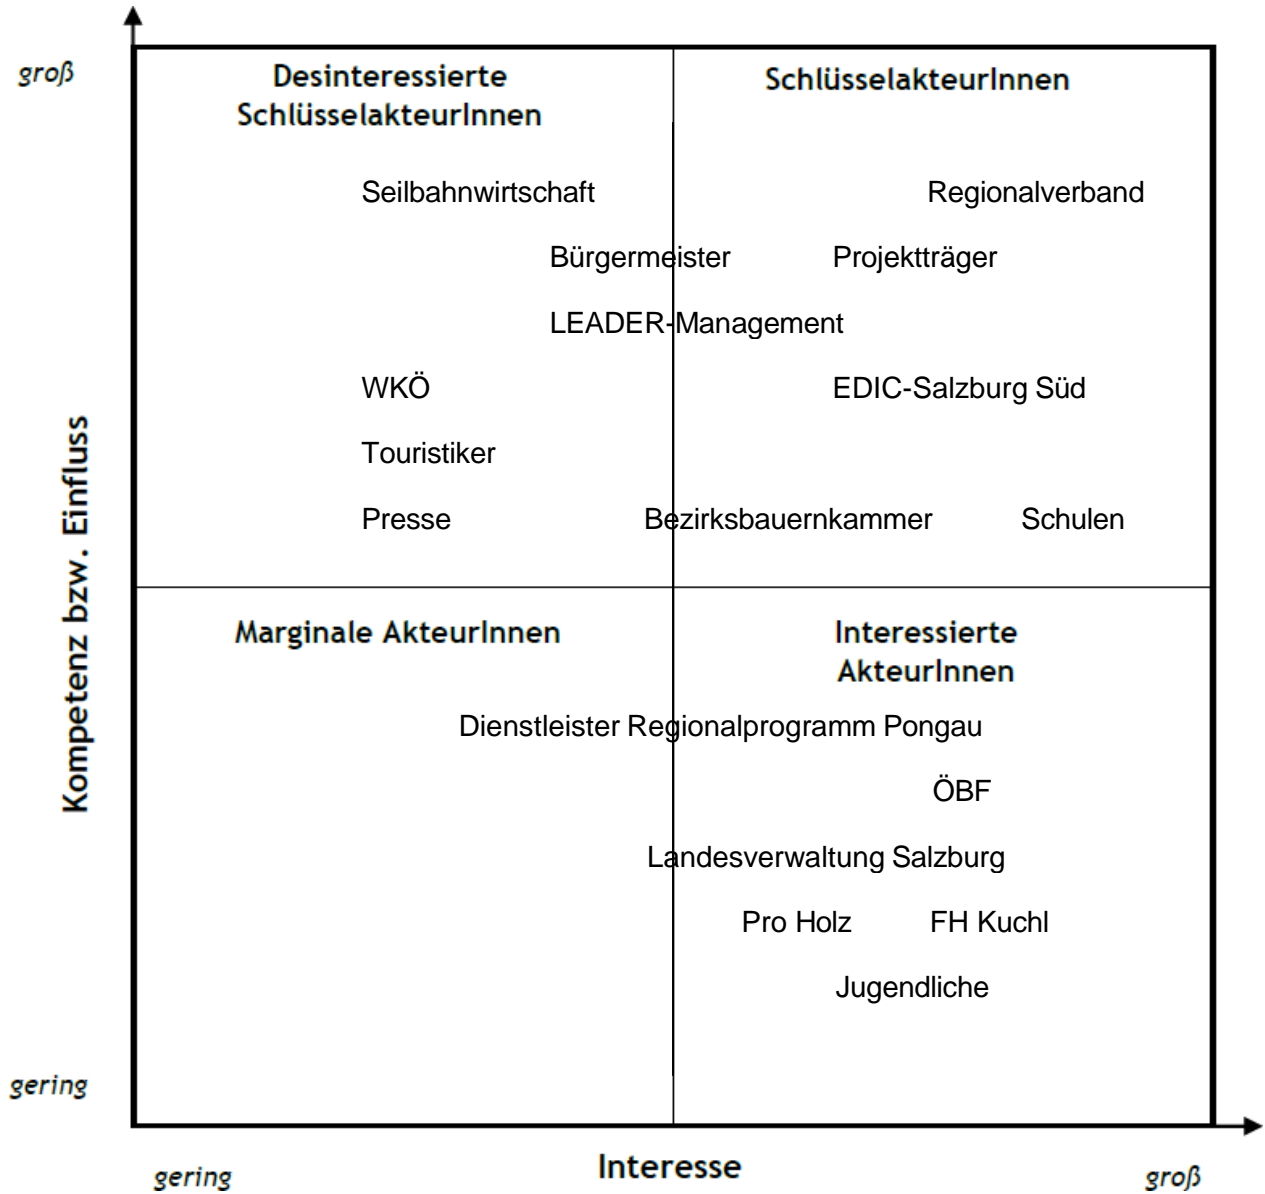 groß
Desinteressierte
SchlüsselakteurInnen
SchlüsselakteurInnen
Seilbahnwirtschaft
Regionalverband
Bürgermeister
Projektträger
LEADER-Management
WKÖ
EDIC-Salzburg Süd
Touristiker
Presse
Bezirksbauernkammer
Schulen
Kompetenz bzw. Einfluss
Marginale AkteurInnen
Interessierte
AkteurInnen
Dienstleister Regionalprogramm Pongau
ÖBF
Landesverwaltung Salzburg
Pro Holz
FH Kuchl
Jugendliche
gering
gering
Interesse
groß